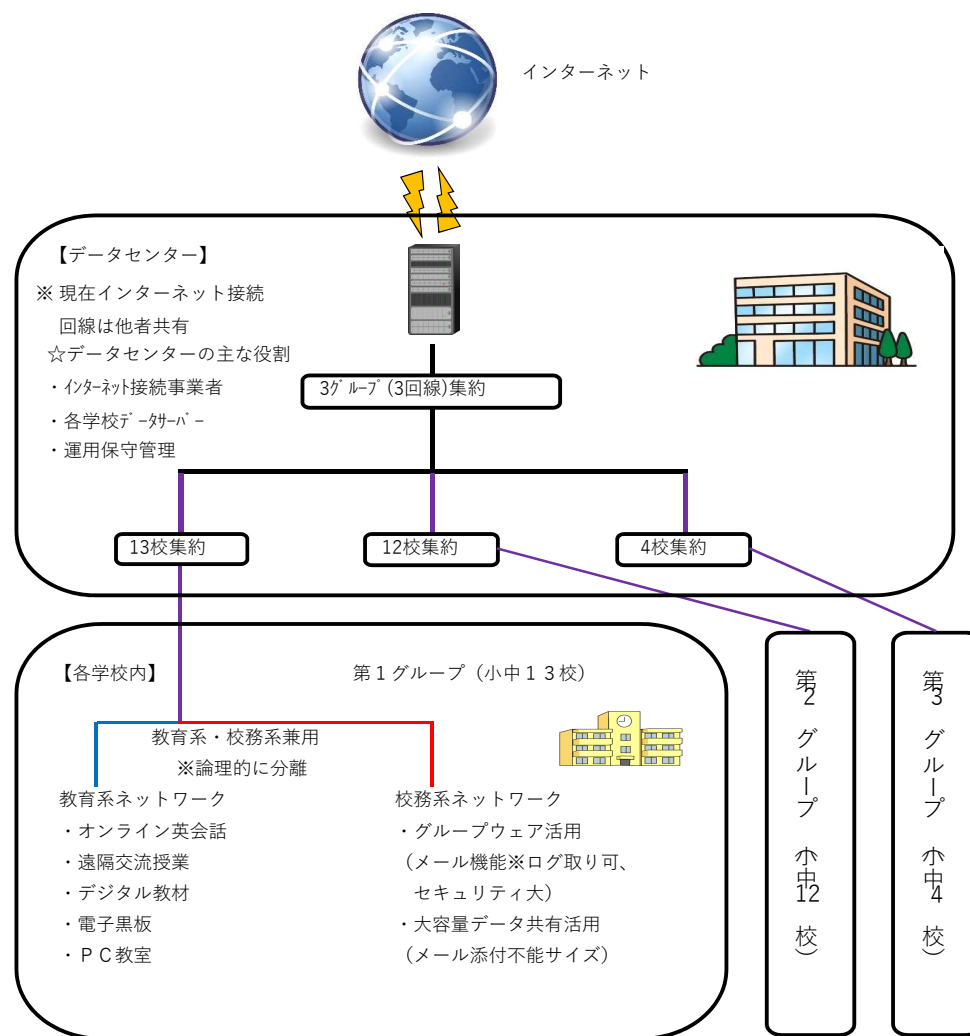 インターネット
【データセンター】
※ 現在インターネット接続
回線は他者共有
☆データセンターの主な役割
・ｲﾝﾀｰﾈｯﾄ接続事業者
・各学校ﾃﾞｰﾀｻｰﾊﾞｰ
・運用保守管理
3ｸﾞﾙｰﾌﾟ(3回線)集約
13校集約
12校集約
4校集約
【各学校内】
第１グループ（小中１３校）
教育系・校務系兼用
※論理的に分離
教育系ネットワーク
・オンライン英会話
・遠隔交流授業
・デジタル教材
・電子黒板
・ＰＣ教室
校務系ネットワーク
・グループウェア活用
（メール機能※ログ取り可、
セキュリティ大）
・大容量データ共有活用
（メール添付不能サイズ）
第2グループ（小中12校）
第3グループ（小中4校）